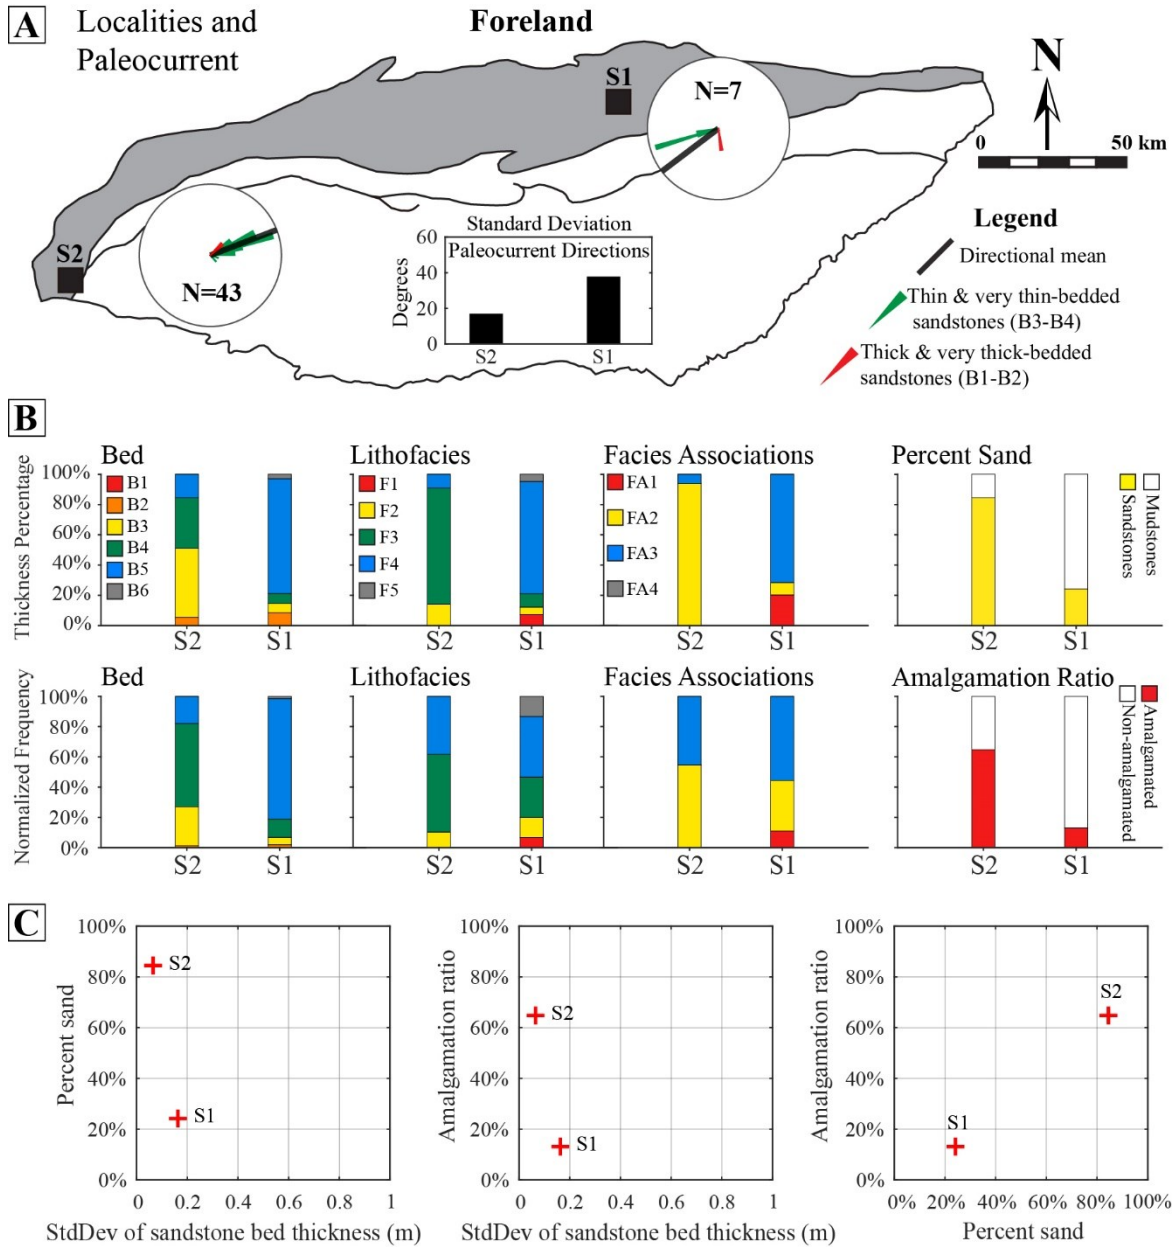 A
Localities and
Paleocurrent
Foreland
S1
N=7
N
0 50 km
S2
N=43
Standard Deviation
Paleocurrent Directions
Degrees
60
40
20
0
S2 S1
Legend
Directional mean
Thin & very thin-bedded
sandstones (B3-B4)
Thick & very thick-bedded
sandstones (B1-B2)
B
Thickness Percentage
100%
80%
60%
40%
20%
0%
Bed
B1
B2
B3
B4
B5
B6
S2 S1
Lithofacies
F1
F2
F3
F4
F5
S2 S1
Facies Associations
FA1
FA2
FA3
FA4
S2 S1
Percent Sand
Sandstones
Mudstones
S2 S1
Normalized Frequency
100%
80%
60%
40%
20%
0%
Bed
S2 S1
Lithofacies
S2 S1
Facies Associations
S2 S1
Amalgamation Ratio
Non-amalgamated
Amalgamated
S2 S1
C
Percent sand
100%
80%
60%
40%
20%
0%
S2
S1
0 0.2 0.4 0.6 0.8 1
StdDev of sandstone bed thickness (m)
Amalgamation ratio
100%
80%
60%
40%
20%
0%
S2
S1
0 0.2 0.4 0.6 0.8 1
StdDev of sandstone bed thickness (m)
Amalgamation ratio
100%
80%
60%
40%
20%
0%
S2
S1
0% 20% 40% 60% 80% 100%
Percent sand